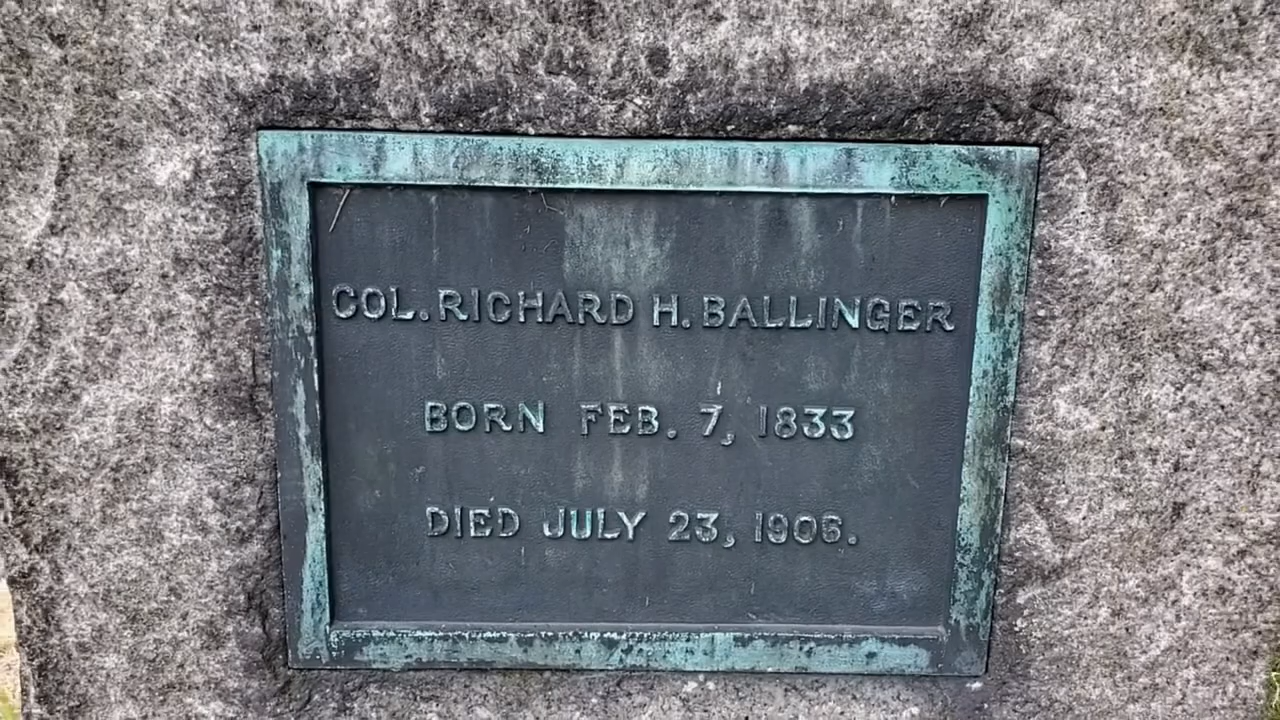 COL. RICHARD H. BALLINGER
BORN FEB. 7, 1833
DIED JULY 23, 1906.